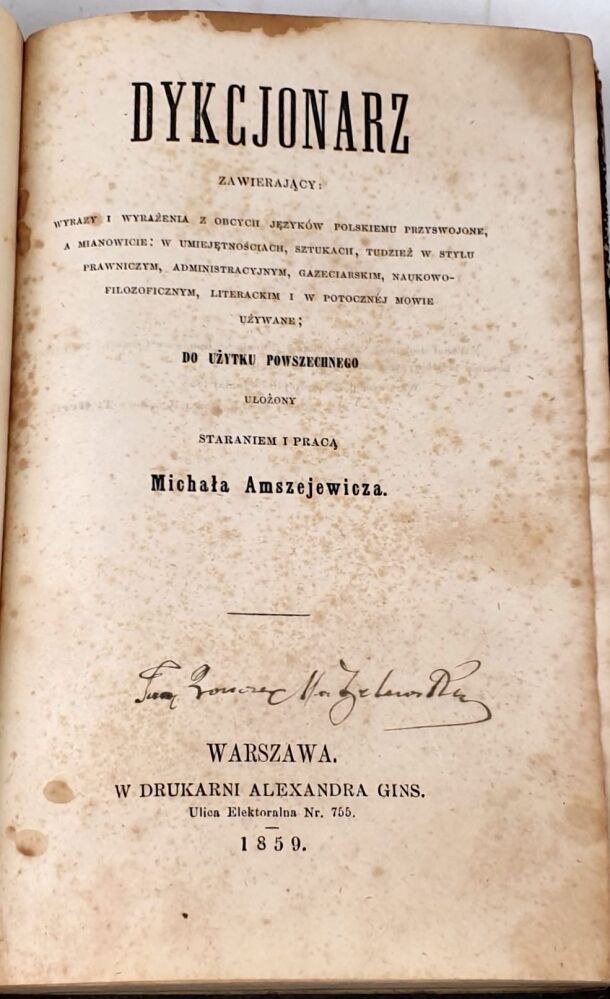 DYKCJONARZ
ZAWIERAJĄCY:
WYRAZY I WYRAŻENIA Z OBCYCH JĘZYKÓW POLSKIEMU PRZYSWOJONE,
A MIANOWICIE: W UMIEJĘTNOŚCIACH, SZTUKACH, TUDZIEŻ W STYLU
PRAWNICZYM, ADMINISTRACYJNYM, GAZECIARSKIM, NAUKOWO-
FILOZOFICZNYM, LITERACKIM I W POTOCZNÉJ MOWIE
UŻYWANE;
DO UŻYTKU POWSZECHNEGO
UŁOŻONY
STARANIEM I PRACĄ
Michała Amszejewicza.
WARSZAWA.
W DRUKARNI ALEXANDRA GINS.
Ulica Elektoralna Nr. 755.
1859.